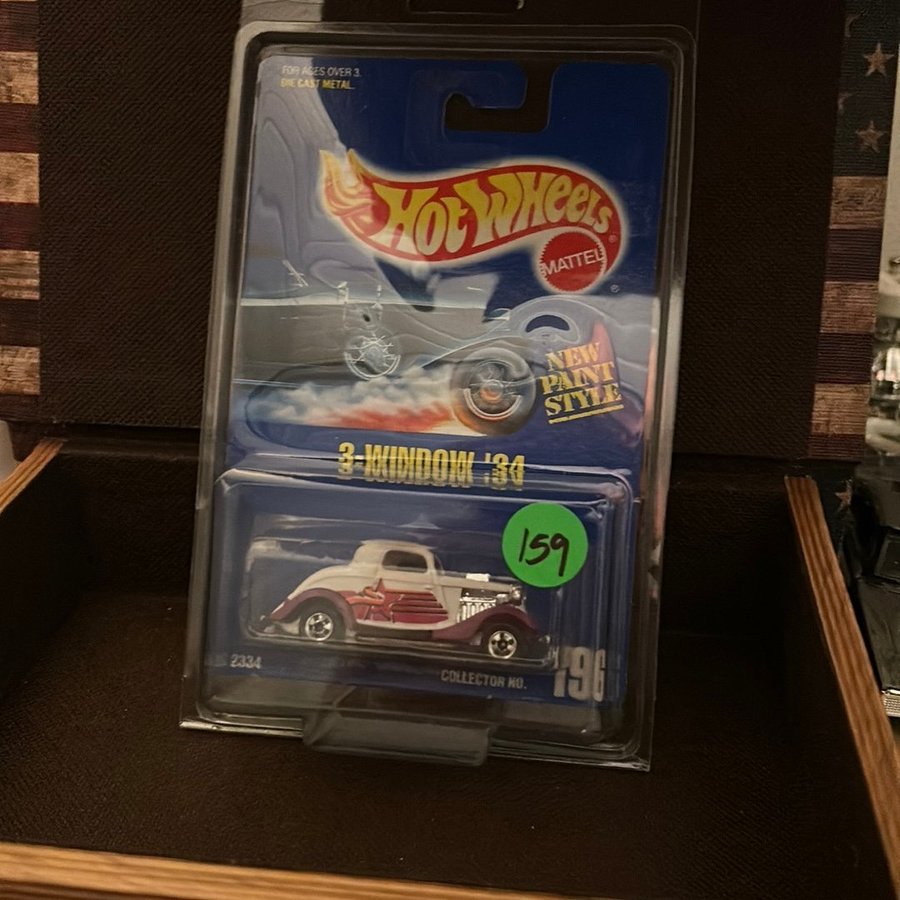 FOR AGES OVER 3.
DIE CAST METAL.
HOT WHEELS®
MATTEL
®
NEW
PAINT
STYLE
3-WINDOW '34
159
2334
COLLECTOR NO.
196